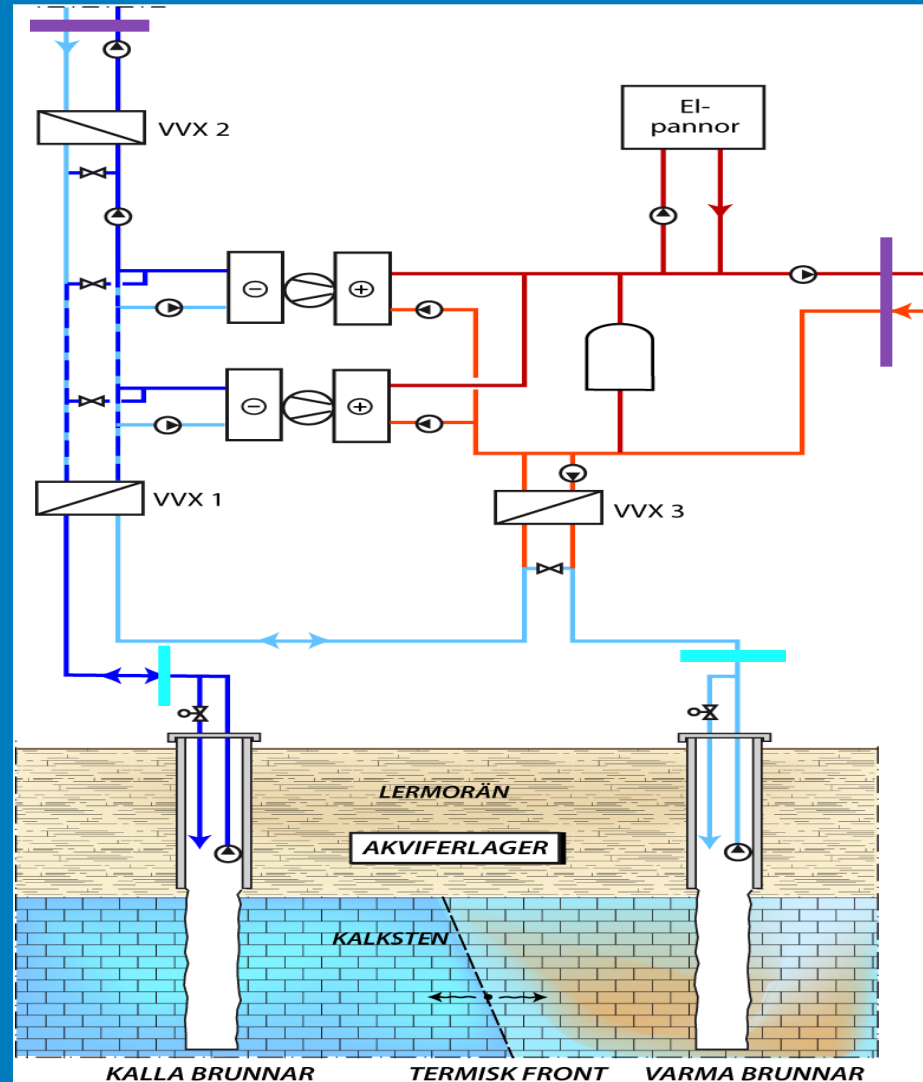 VVX 2
El-
pannor
VVX 1
VVX 3
LERMORÄN
AKVIFERLAGER
KALKSTEN
KALLA BRUNNAR
TERMISK FRONT
VARMA BRUNNAR